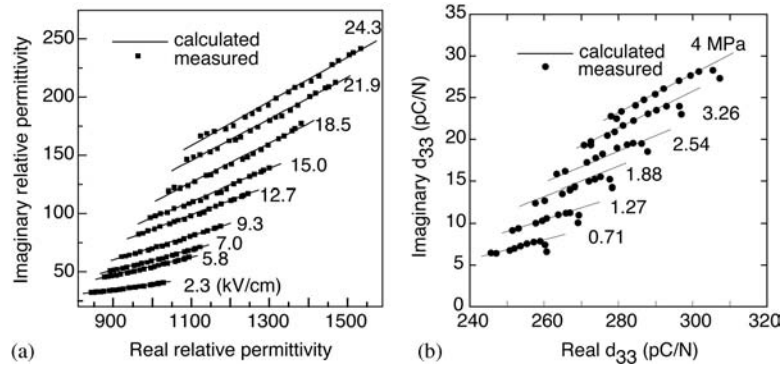 250
200
150
100
50
900 1100 1300 1500
Imaginary relative permittivity
Real relative permittivity
calculated
measured
24.3
21.9
18.5
15.0
12.7
9.3
7.0
5.8
2.3 (kV/cm)
(a)
35
30
25
20
15
10
5
0
240 260 280 300 320
Imaginary d33 (pC/N)
Real d33 (pC/N)
calculated
measured
4 MPa
3.26
2.54
1.88
1.27
0.71
(b)